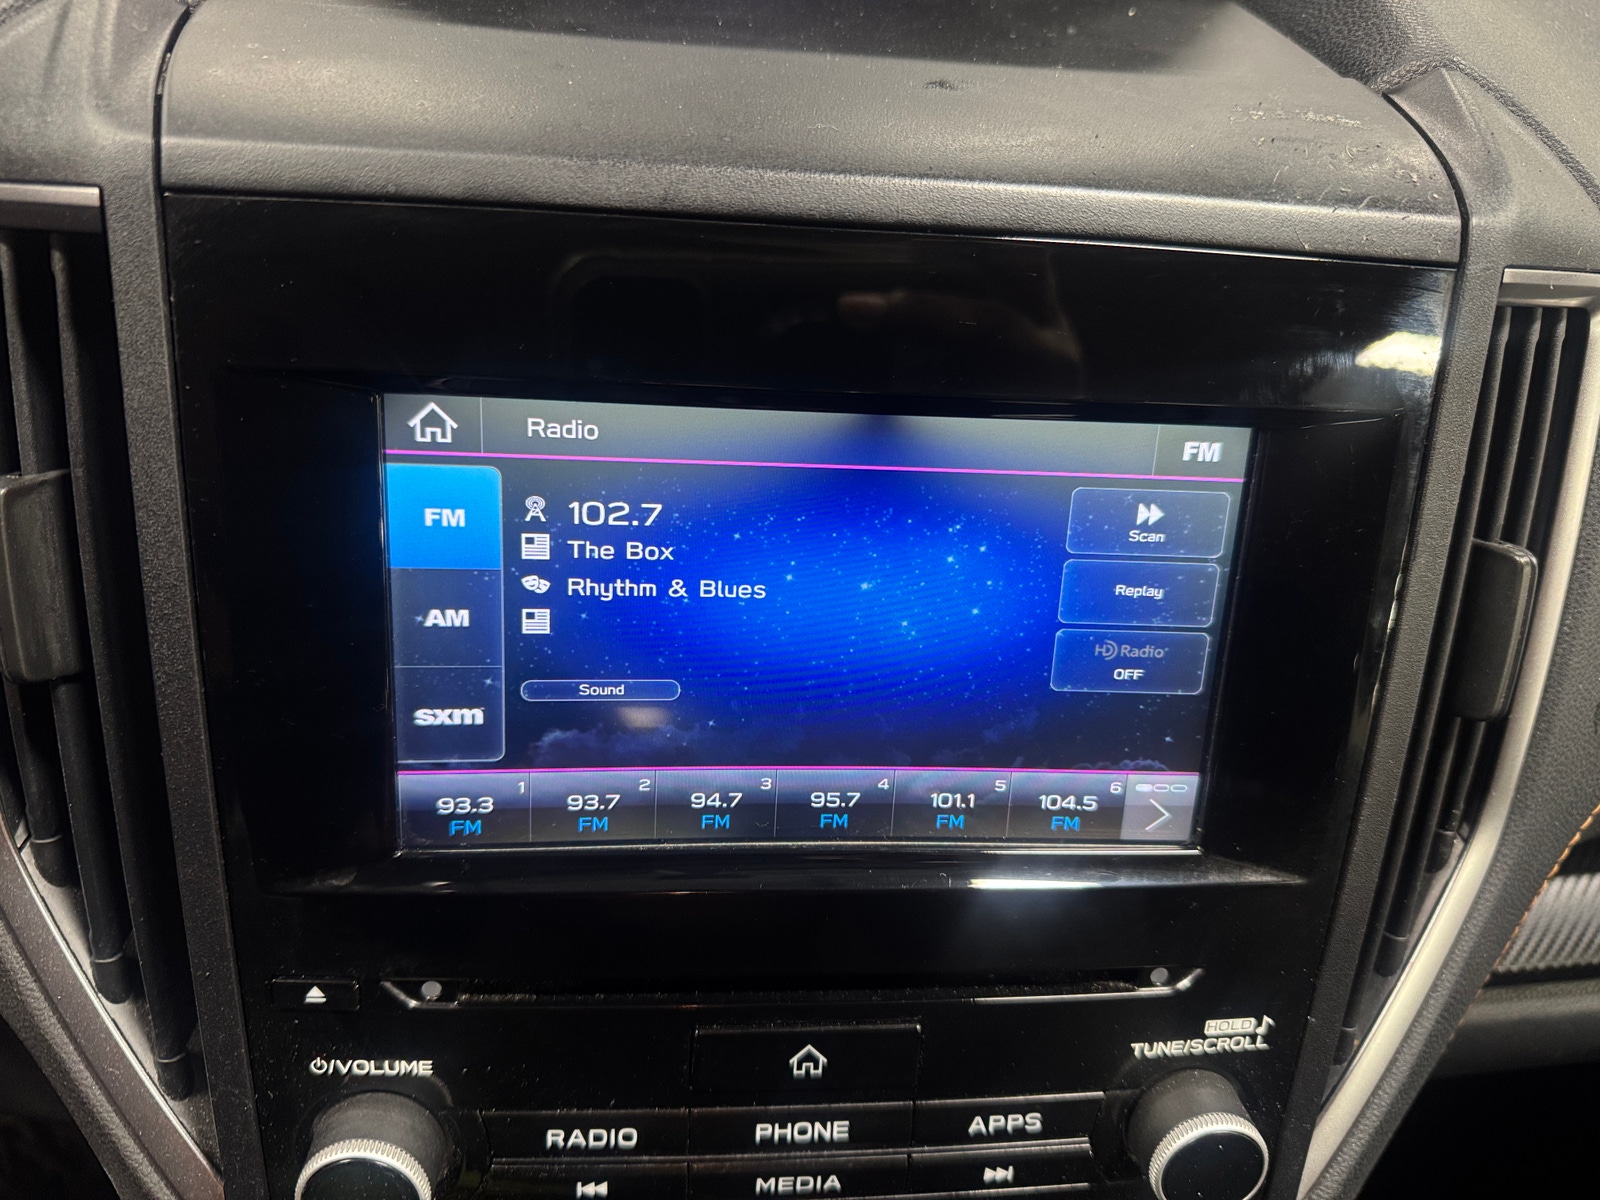 Radio
FM
FM
AM
sxm
102.7
The Box
Rhythm & Blues
Sound
Scan
Replay
HD Radio
OFF
1 2 3 4 5 6
93.3 93.7 94.7 95.7 101.1 104.5
FM FM FM FM FM FM
/VOLUME
HOLD
TUNE/SCROLL
RADIO PHONE APPS
MEDIA